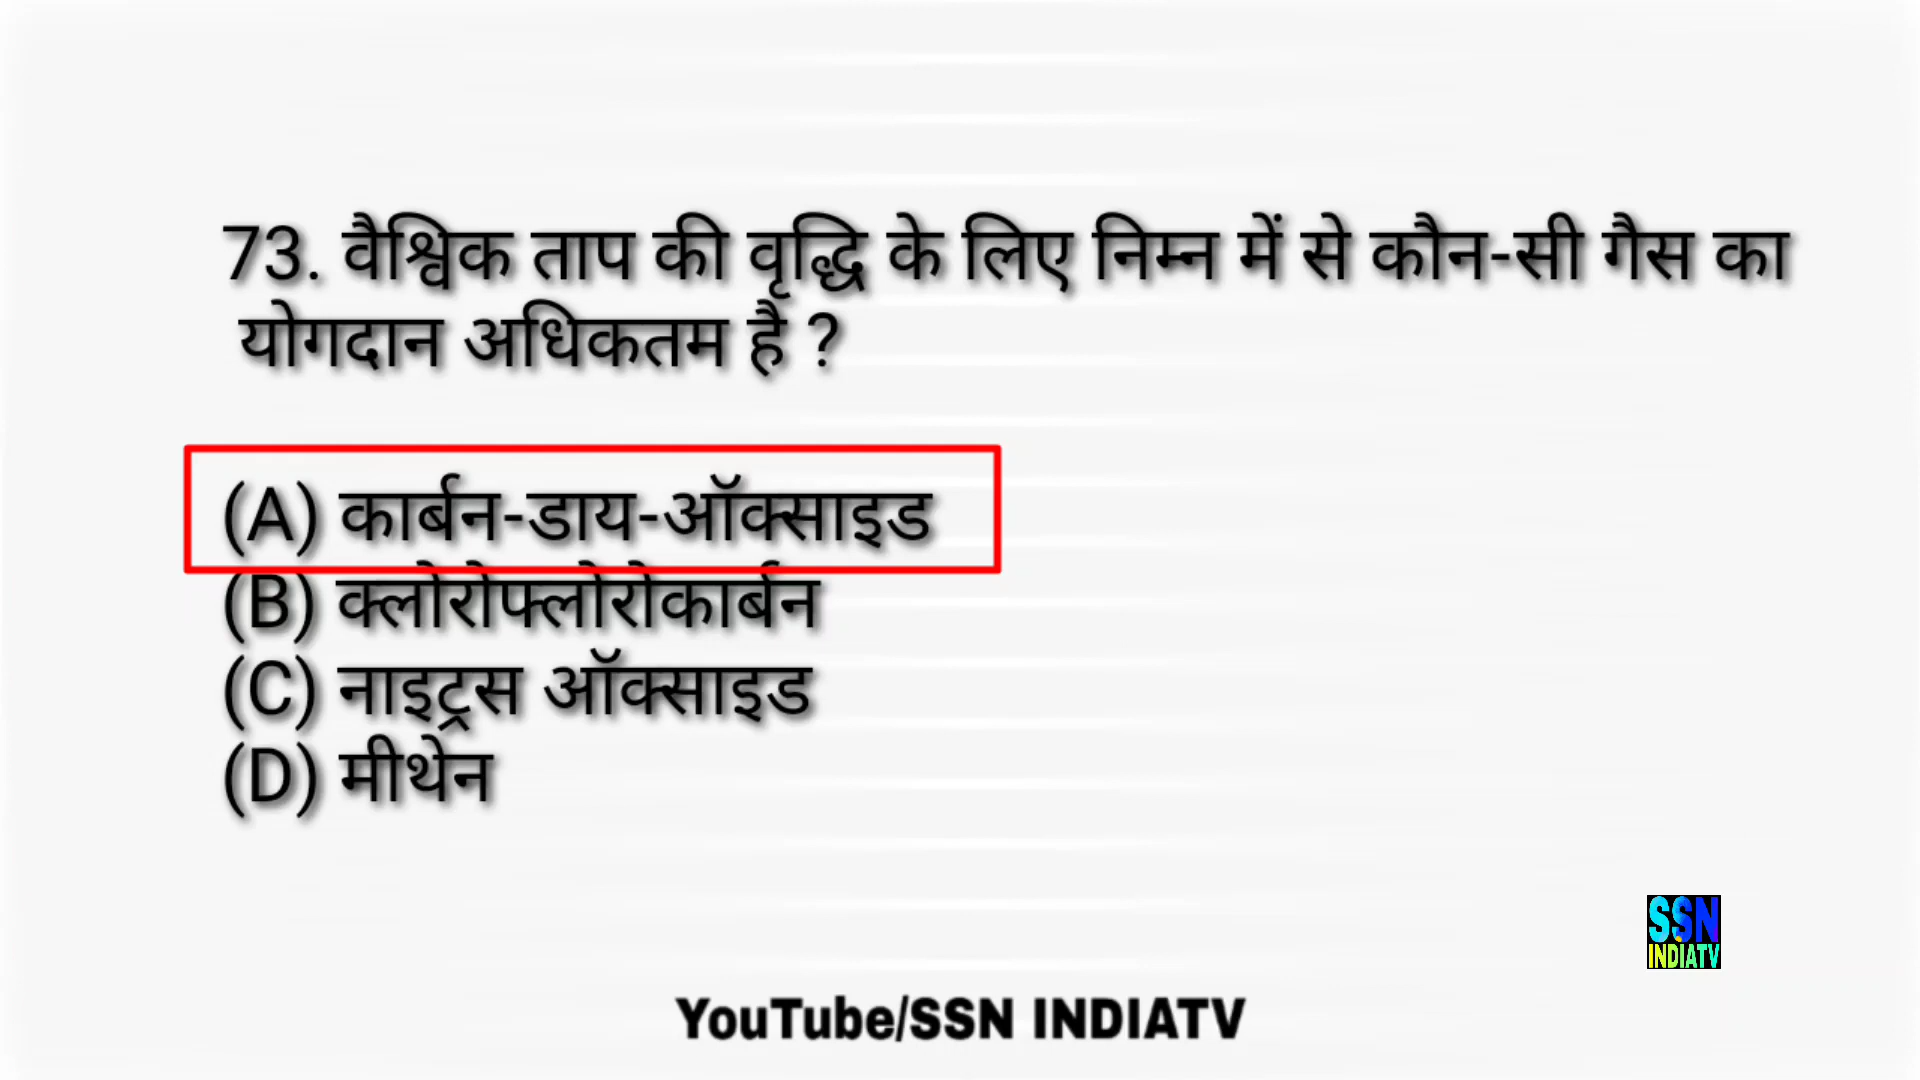 73. वैश्विक ताप की वृद्धि के लिए निम्न में से कौन-सी गैस का
योगदान अधिकतम है ?
(A) कार्बन-डाय-ऑक्साइड
(B) क्लोरोफ्लोरोकार्बन
(C) नाइट्रस ऑक्साइड
(D) मीथेन
SSN
INDIATV
YouTube/SSN INDIATV